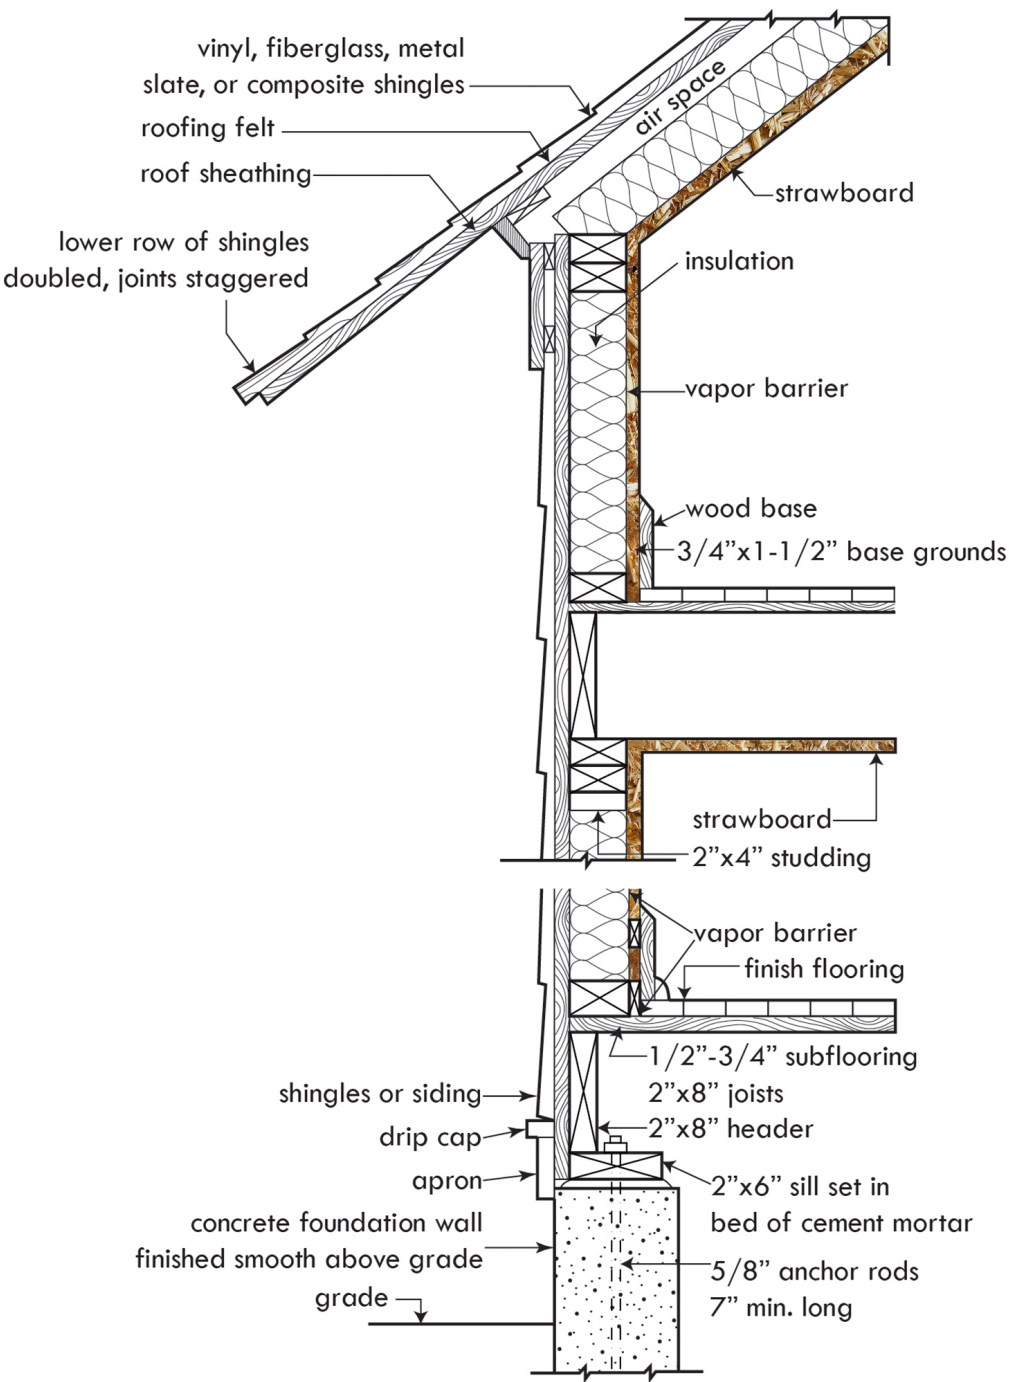 vinyl, fiberglass, metal
slate, or composite shingles
roofing felt
roof sheathing
lower row of shingles
doubled, joints staggered
air space
strawboard
insulation
vapor barrier
wood base
3/4”x1-1/2” base grounds
strawboard
2”x4” studding
vapor barrier
finish flooring
1/2”-3/4” subflooring
2”x8” joists
2”x8” header
shingles or siding
drip cap
apron
2”x6” sill set in
bed of cement mortar
concrete foundation wall
finished smooth above grade
grade
5/8” anchor rods
7” min. long